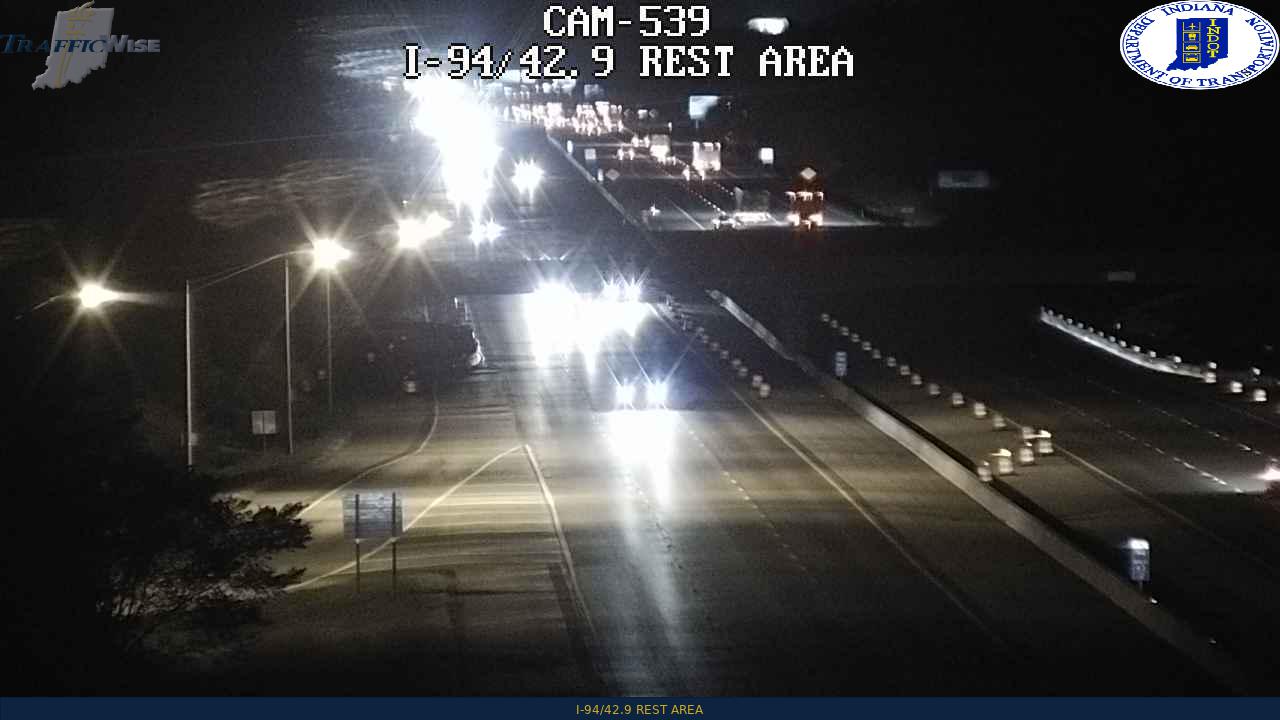 CAM-539
I-94/42.9 REST AREA
TRAFFICWISE
INDIANA
DEPARTMENT OF TRANSPORTATION
INDOT
I-94/42.9 REST AREA